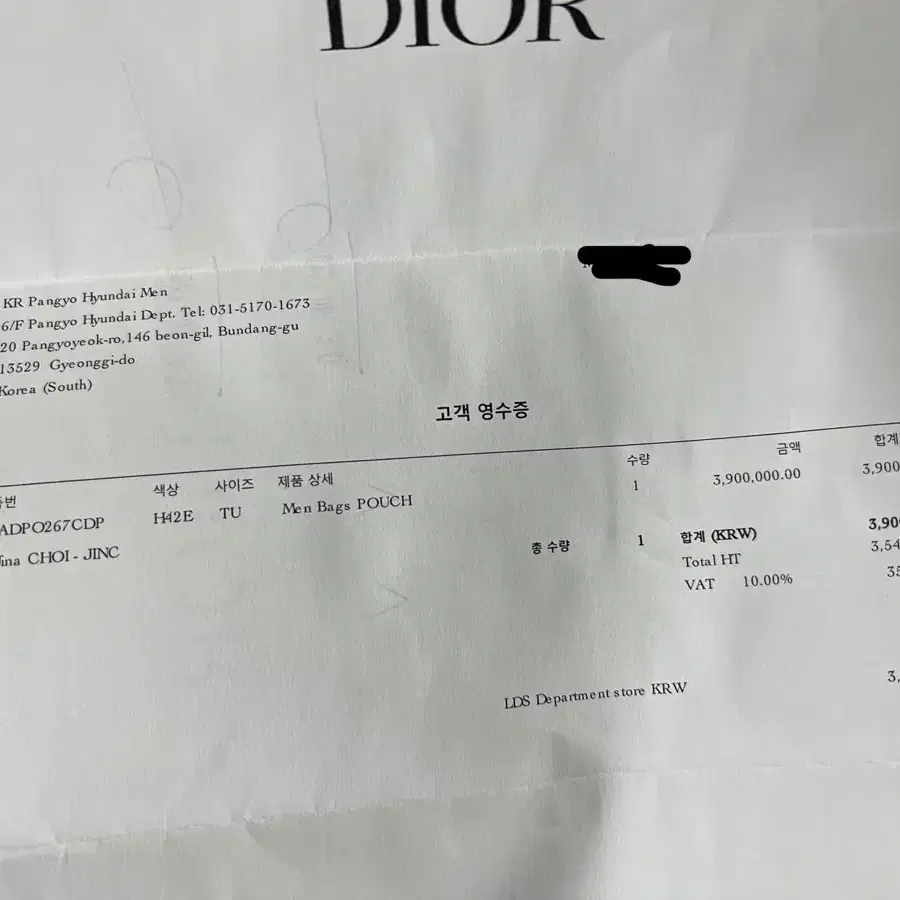 DIOR
KR Pangyo Hyundai Men
6/F Pangyo Hyundai Dept. Tel: 031-5170-1673
20 Pangyoyeok-ro,146 beon-gil, Bundang-gu
13529 Gyeonggi-do
Korea (South)
고객 영수증
색상 사이즈 제품 상세 수량 금액 합계
ADPO267CDP H42E TU Men Bags POUCH 1 3,900,000.00 3,900
CHOI - JINC
총 수량 1 합계 (KRW) 3,90
Total HT 3,54
VAT 10.00% 35
LDS Department store KRW 3,